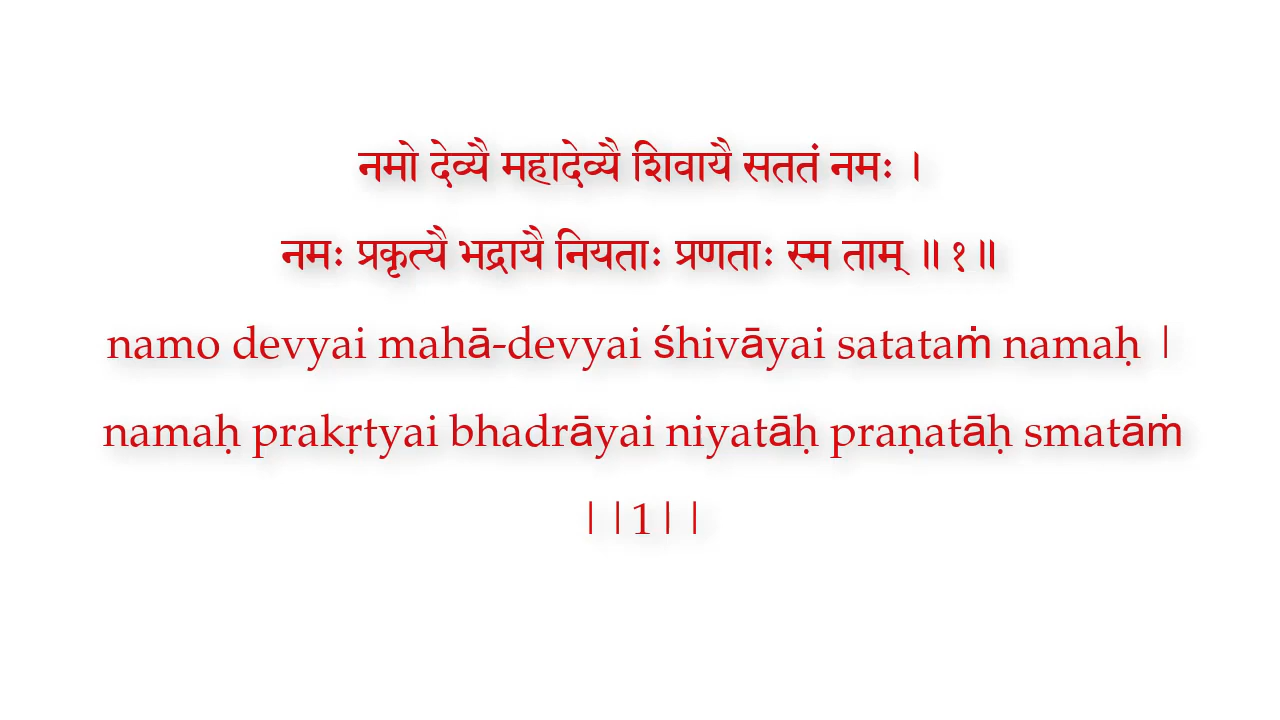 नमो देव्यै महादेव्यै शिवायै सततं नमः ।
नमः प्रकृत्यै भद्रायै नियताः प्रणताः स्म ताम् ॥ १ ॥
namo devyai mahā-devyai śhivāyai satataṁ namaḥ |
namaḥ prakṛtyai bhadrāyai niyatāḥ praṇatāḥ smatāṁ
||1||